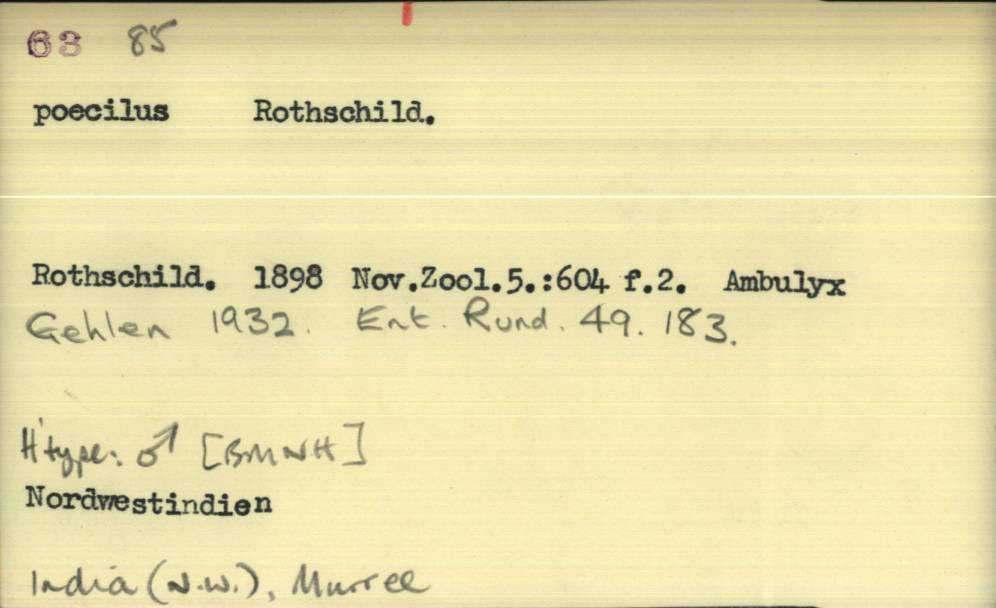 63 85
poecilus Rothschild.
Rothschild. 1898 Nov.Zool.5.:604 f.2. Ambulyx
Gehlen 1932. Ent. Rund. 49. 183.
H'type: ♂ [BMNH]
Nordwestindien
India (N.W.), Murree